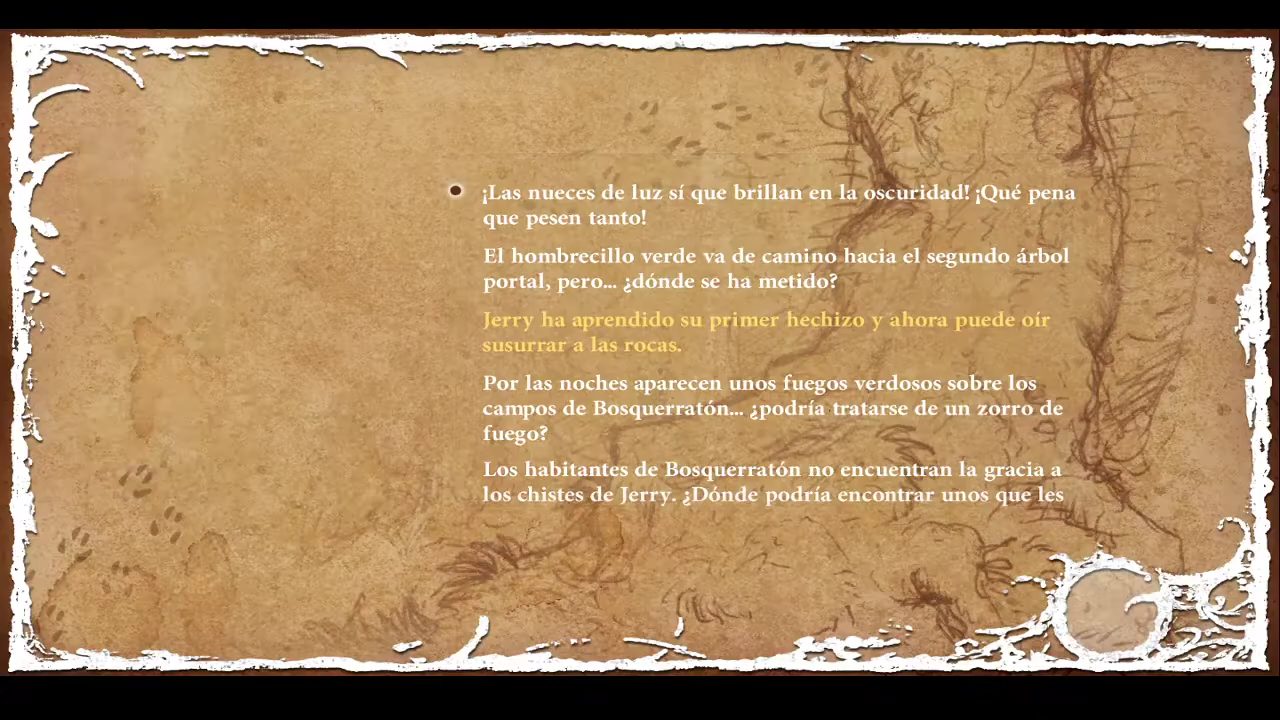 ¡Las nueces de luz sí que brillan en la oscuridad! ¡Qué pena
que pesen tanto!
El hombrecillo verde va de camino hacia el segundo árbol
portal, pero... ¿dónde se ha metido?
Jerry ha aprendido su primer hechizo y ahora puede oír
susurrar a las rocas.
Por las noches aparecen unos fuegos verdosos sobre los
campos de Bosquerratón... ¿podría tratarse de un zorro de
fuego?
Los habitantes de Bosquerratón no encuentran la gracia a
los chistes de Jerry. ¿Dónde podría encontrar unos que les